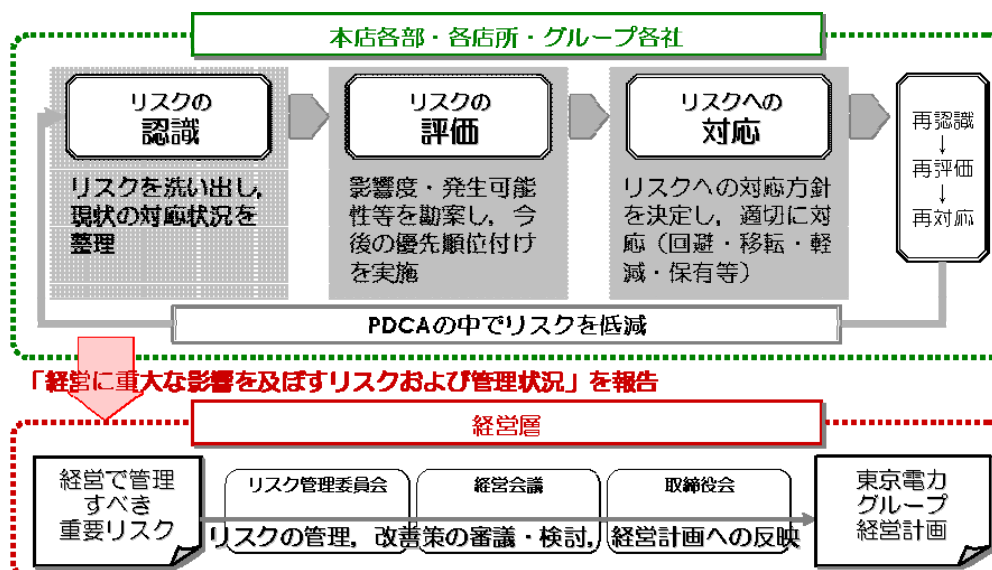 本店各部・各店所・グループ各社
リスクの
認識
リスクの
評価
リスクへの
対応
再認識
↓
再評価
↓
再対応
リスクを洗い出し，
現状の対応状況を
整理
影響度・発生可能
性等を勘案し，今
後の優先順位付け
を実施
リスクへの対応方針
を決定し，適切に対
応（回避・移転・軽
減・保有等）
PDCAの中でリスクを低減
「経営に重大な影響を及ぼすリスクおよび管理状況」を報告
経営層
経営で管理
すべき
重要リスク
リスク管理委員会
経営会議
取締役会
リスクの管理，改善策の審議・検討，経営計画への反映
東京電力
グループ
経営計画